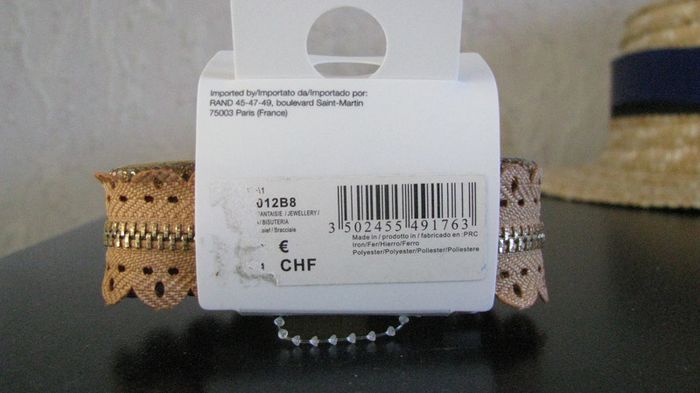 Imported by/Importato da/Importado por:
RAND 45-47-49, boulevard Saint-Martin
75003 Paris (France)
012B8
FANTAISIE / JEWELLERY /
BISUTERIA
/ Bracciale
€
CHF
3 502455 491763
Made in / prodotto in / fabricado en :PRC
Iron/Fer/Hierro/Ferro
Polyester/Polyester/Poliester/Poliestere